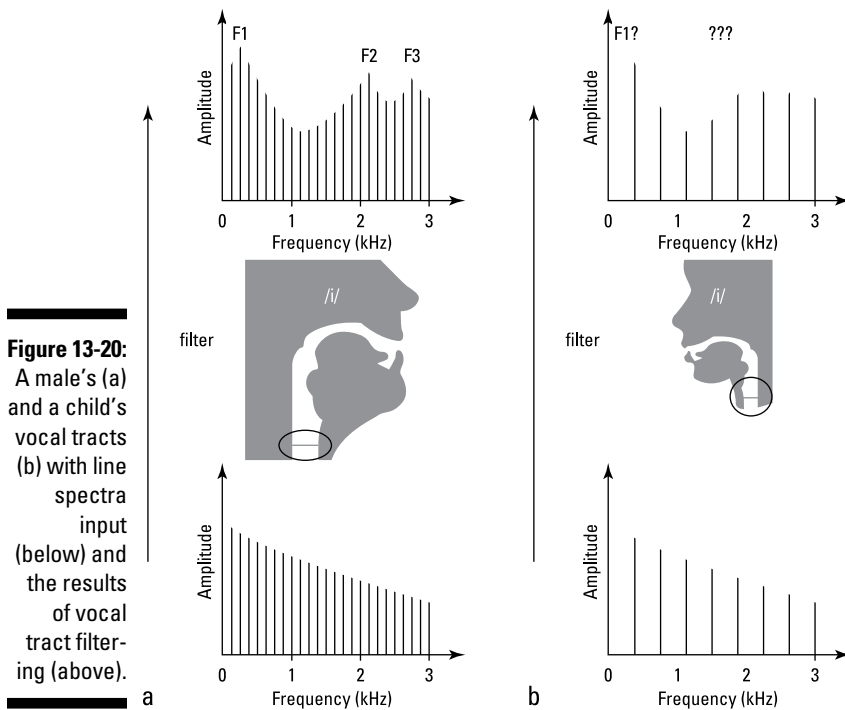 F1
F2
F3
Amplitude
0 1 2 3
Frequency (kHz)
F1?
???
Amplitude
0 1 2 3
Frequency (kHz)
filter
/i/
filter
/i/
Figure 13-20:
A male's (a)
and a child's
vocal tracts
(b) with line
spectra
input
(below) and
the results
of vocal
tract filter-
ing (above).
Amplitude
0 1 2 3
Frequency (kHz)
a
Amplitude
0 1 2 3
Frequency (kHz)
b